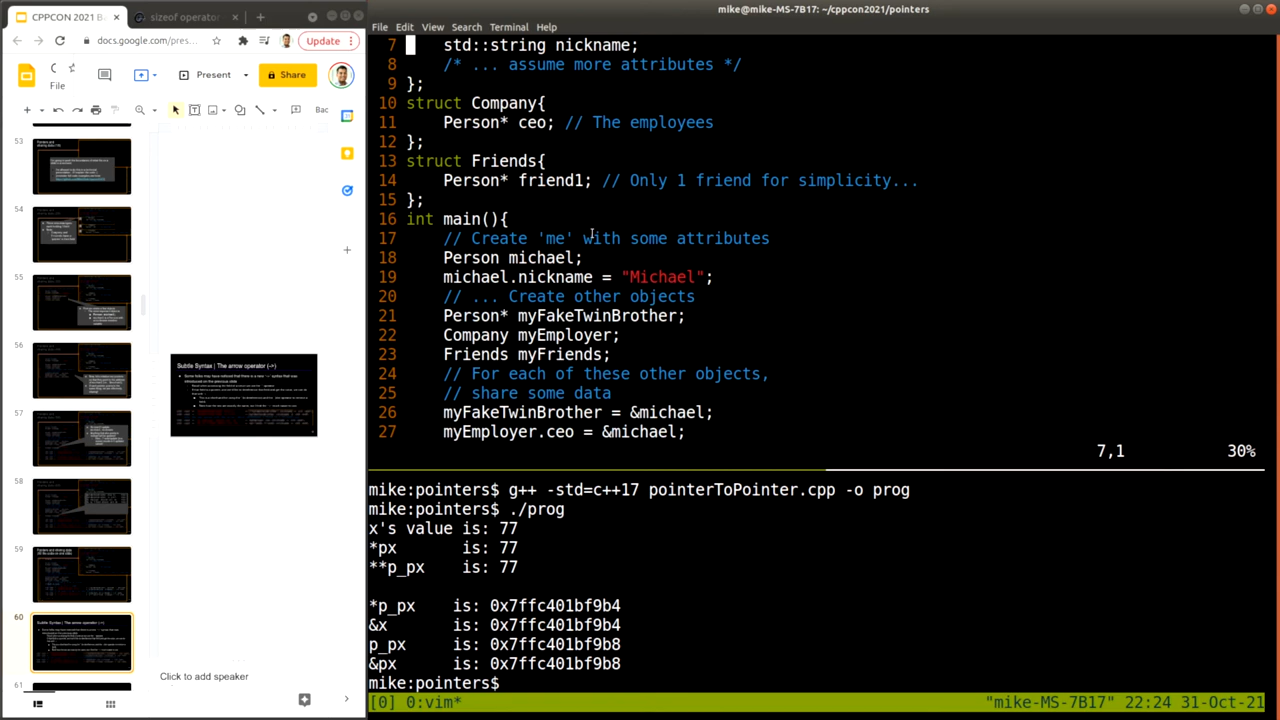 CPPCON 2021 B
sizeof operator
docs.google.com/pres...
Update
C
File
Present
Share
Bac
53
54
55
56
57
58
59
60
61
Subtle Syntax | The arrow operator (->)
Click to add speaker
mike@mike-MS-7B17: ~/cppcon2021/pointers
File Edit View Search Terminal Help
7 std::string nickname;
8 /* ... assume more attributes */
9 };
10 struct Company{
11 Person* ceo; // The employees
12 };
13 struct Friends{
14 Person* friend1; // Only 1 friend for simplicity...
15 };
16 int main(){
17 // Create 'me' with some attributes
18 Person michael;
19 michael.nickname = "Michael";
20 // ... Create other objects
21 Person* myFakeTwinBrother;
22 Company myEmployer;
23 Friends myFriends;
24 // For each of these other objects,
25 // share some data
26 myFakeTwinBrother = &michael;
27 myEmployer.ceo = &michael;
7,1 30%
mike:pointers$ g++ -std=c++17 pointerToPointer.cpp -o prog
mike:pointers$ ./prog
x's value is: 77
*px is: 77
**p_px is: 77
*p_px is: 0x7ffc401bf9b4
&x is: 0x7ffc401bf9b4
p_px is: 0x7ffc401bf9b8
&px is: 0x7ffc401bf9b8
mike:pointers$
[0] 0:vim* "mike-MS-7B17" 22:24 31-Oct-21